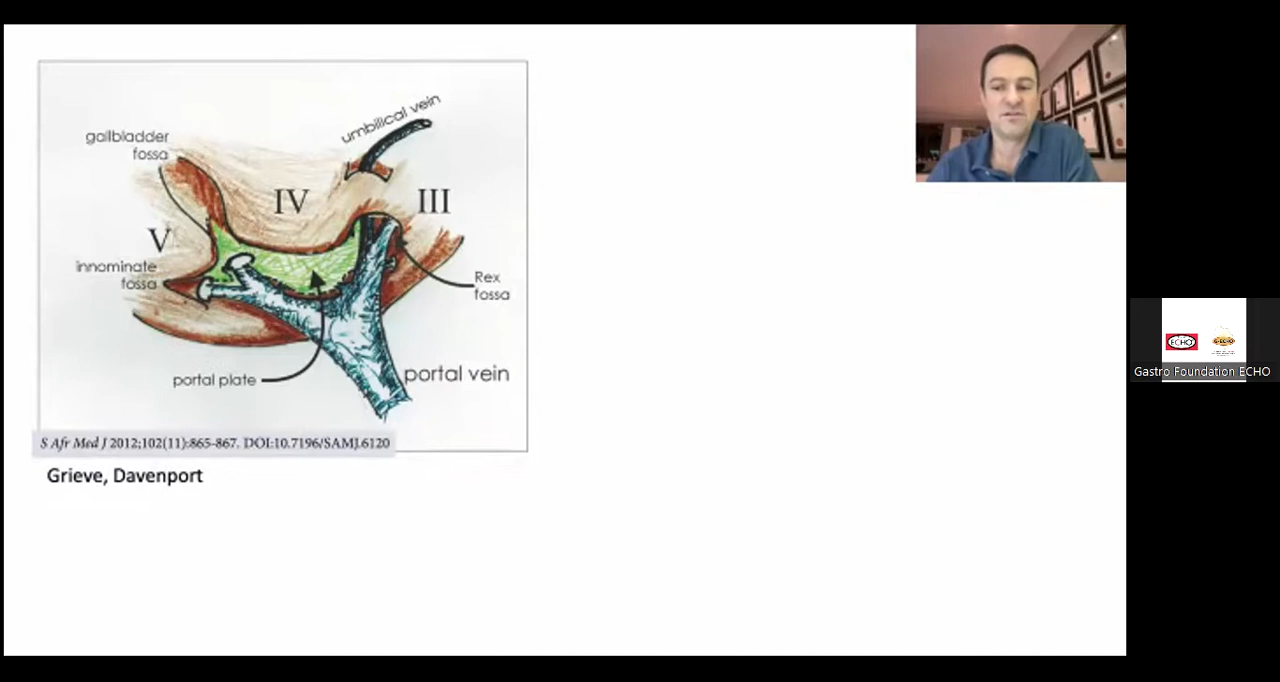 gallbladder
fossa
umbilical vein
IV
III
V
innominate
fossa
Rex
fossa
portal plate
portal vein
S Afr Med J 2012;102(11):865-867. DOI:10.7196/SAMJ.6120
Grieve, Davenport
ECHO
Gastro Foundation ECHO